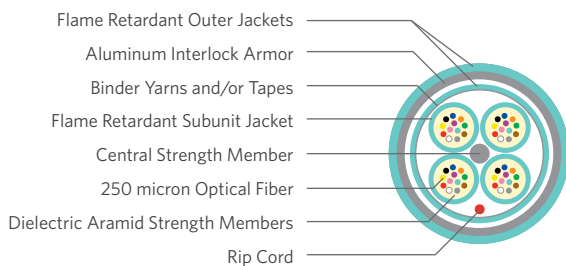 Flame Retardant Outer Jackets
Aluminum Interlock Armor
Binder Yarns and/or Tapes
Flame Retardant Subunit Jacket
Central Strength Member
250 micron Optical Fiber
Dielectric Aramid Strength Members
Rip Cord